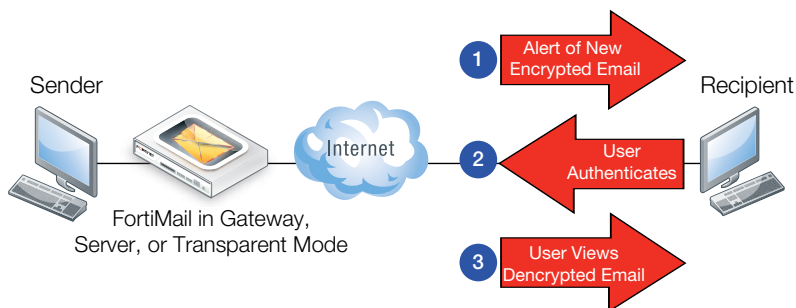 1
Alert of New
Encrypted Email
Sender
Recipient
Internet
2
User
Authenticates
FortiMail in Gateway,
Server, or Transparent Mode
3
User Views
Dencrypted Email